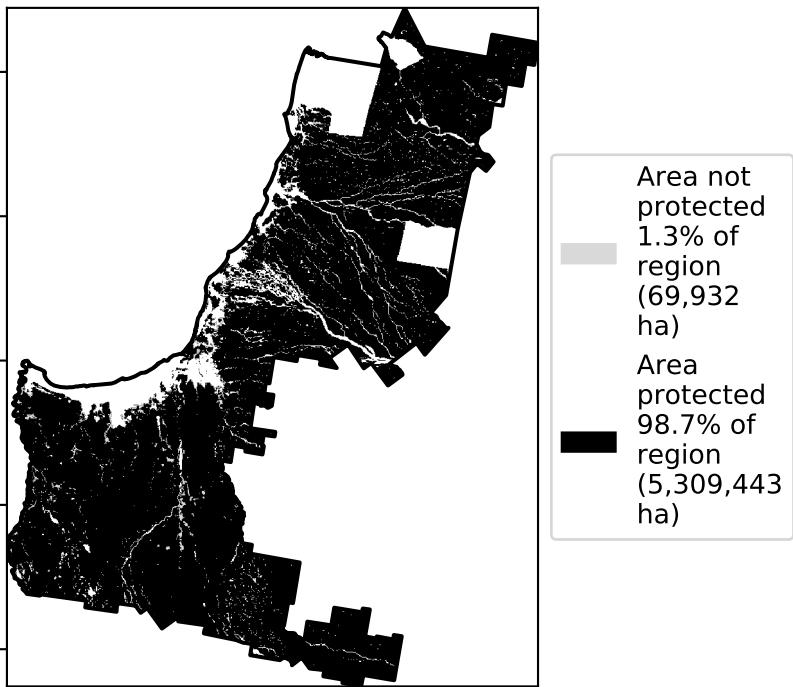 Area not
protected
1.3% of
region
(69,932
ha)
Area
protected
98.7% of
region
(5,309,443
ha)